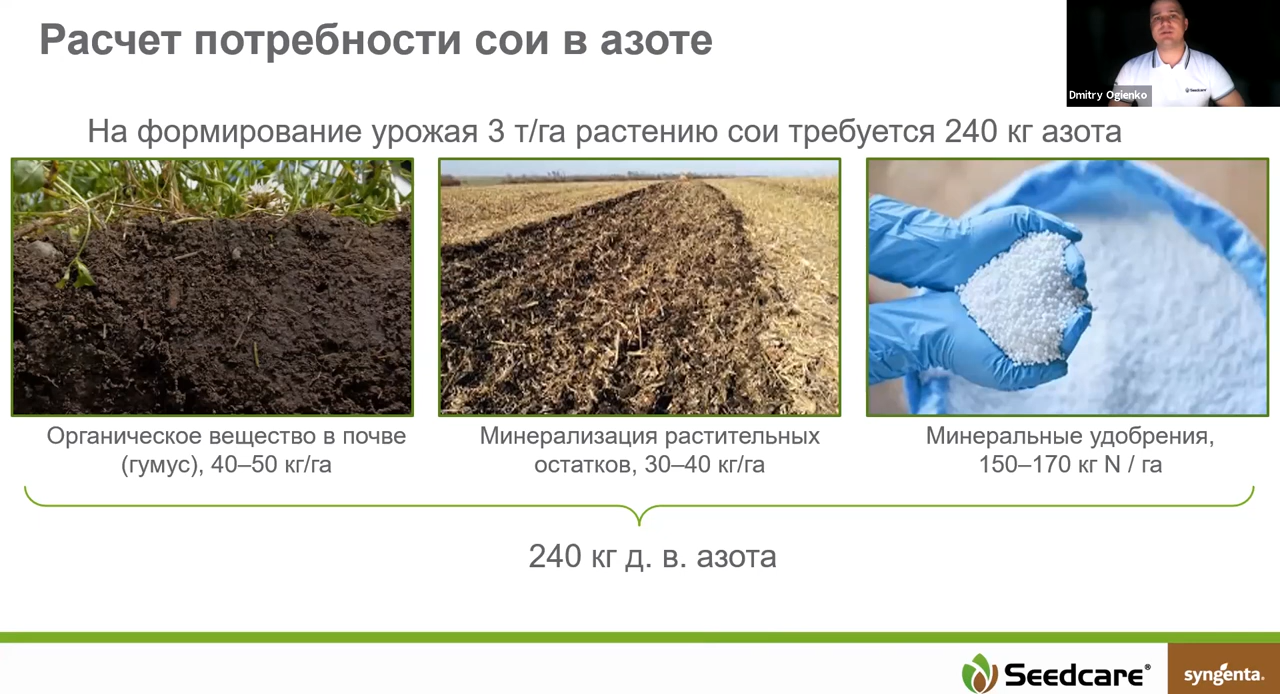 Расчет потребности сои в азоте
Dmitry Ogienko
Seedcare
На формирование урожая 3 т/га растению сои требуется 240 кг азота
Органическое вещество в почве
(гумус), 40–50 кг/га
Минерализация растительных
остатков, 30–40 кг/га
Минеральные удобрения,
150–170 кг N / га
240 кг д. в. азота
Seedcare®
syngenta.